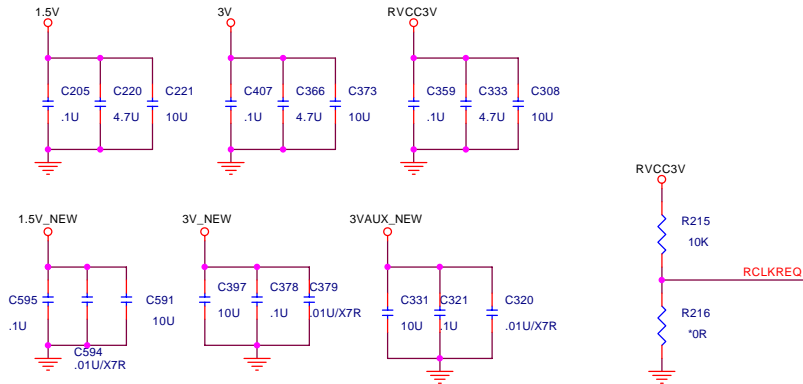 1.5V
3V
RVCC3V
C205
C220
C221
C407
C366
C373
C359
C333
C308
.1U
4.7U
10U
.1U
4.7U
10U
.1U
4.7U
10U
RVCC3V
1.5V_NEW
3V_NEW
3VAUX_NEW
R215
10K
RCLKREQ
C595
C591
C397
C378
C379
C331
C321
C320
.1U
10U
10U
.1U
.01U/X7R
10U
.1U
.01U/X7R
R216
*0R
C594
.01U/X7R